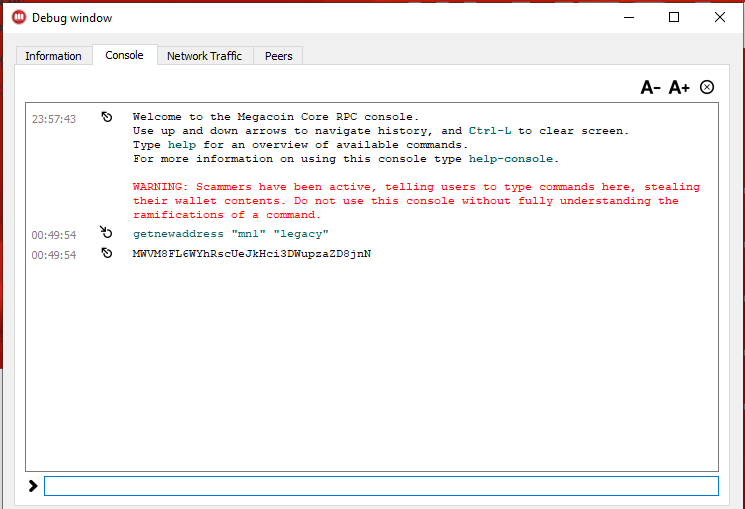 Debug window
Information Console Network Traffic Peers
A- A+
23:57:43 Welcome to the Megacoin Core RPC console.
Use up and down arrows to navigate history, and Ctrl-L to clear screen.
Type help for an overview of available commands.
For more information on using this console type help-console.
WARNING: Scammers have been active, telling users to type commands here, stealing
their wallet contents. Do not use this console without fully understanding the
ramifications of a command.
00:49:54 getnewaddress "mn1" "legacy"
00:49:54 MWVM8FL6WYhRscUeJkHci3DWupzaZD8jnN